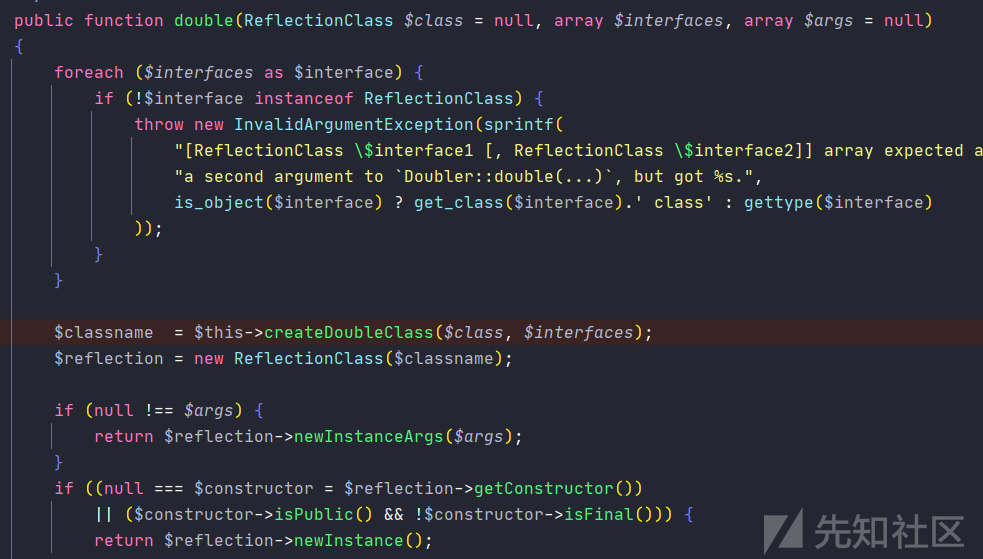 public function double(ReflectionClass $class = null, array $interfaces, array $args = null)
{
    foreach ($interfaces as $interface) {
        if (!$interface instanceof ReflectionClass) {
            throw new InvalidArgumentException(sprintf(
                "[ReflectionClass \$interface1 [, ReflectionClass \$interface2]] array expected a
                "a second argument to `Doubler::double(...)`, but got %s.",
                is_object($interface) ? get_class($interface).' class' : gettype($interface)
            ));
        }
    }
    $classname  = $this->createDoubleClass($class, $interfaces);
    $reflection = new ReflectionClass($classname);
    if (null !== $args) {
        return $reflection->newInstanceArgs($args);
    }
    if ((null === $constructor = $reflection->getConstructor())
        || ($constructor->isPublic() && !$constructor->isFinal())) {
        return $reflection->newInstance();
先知社区